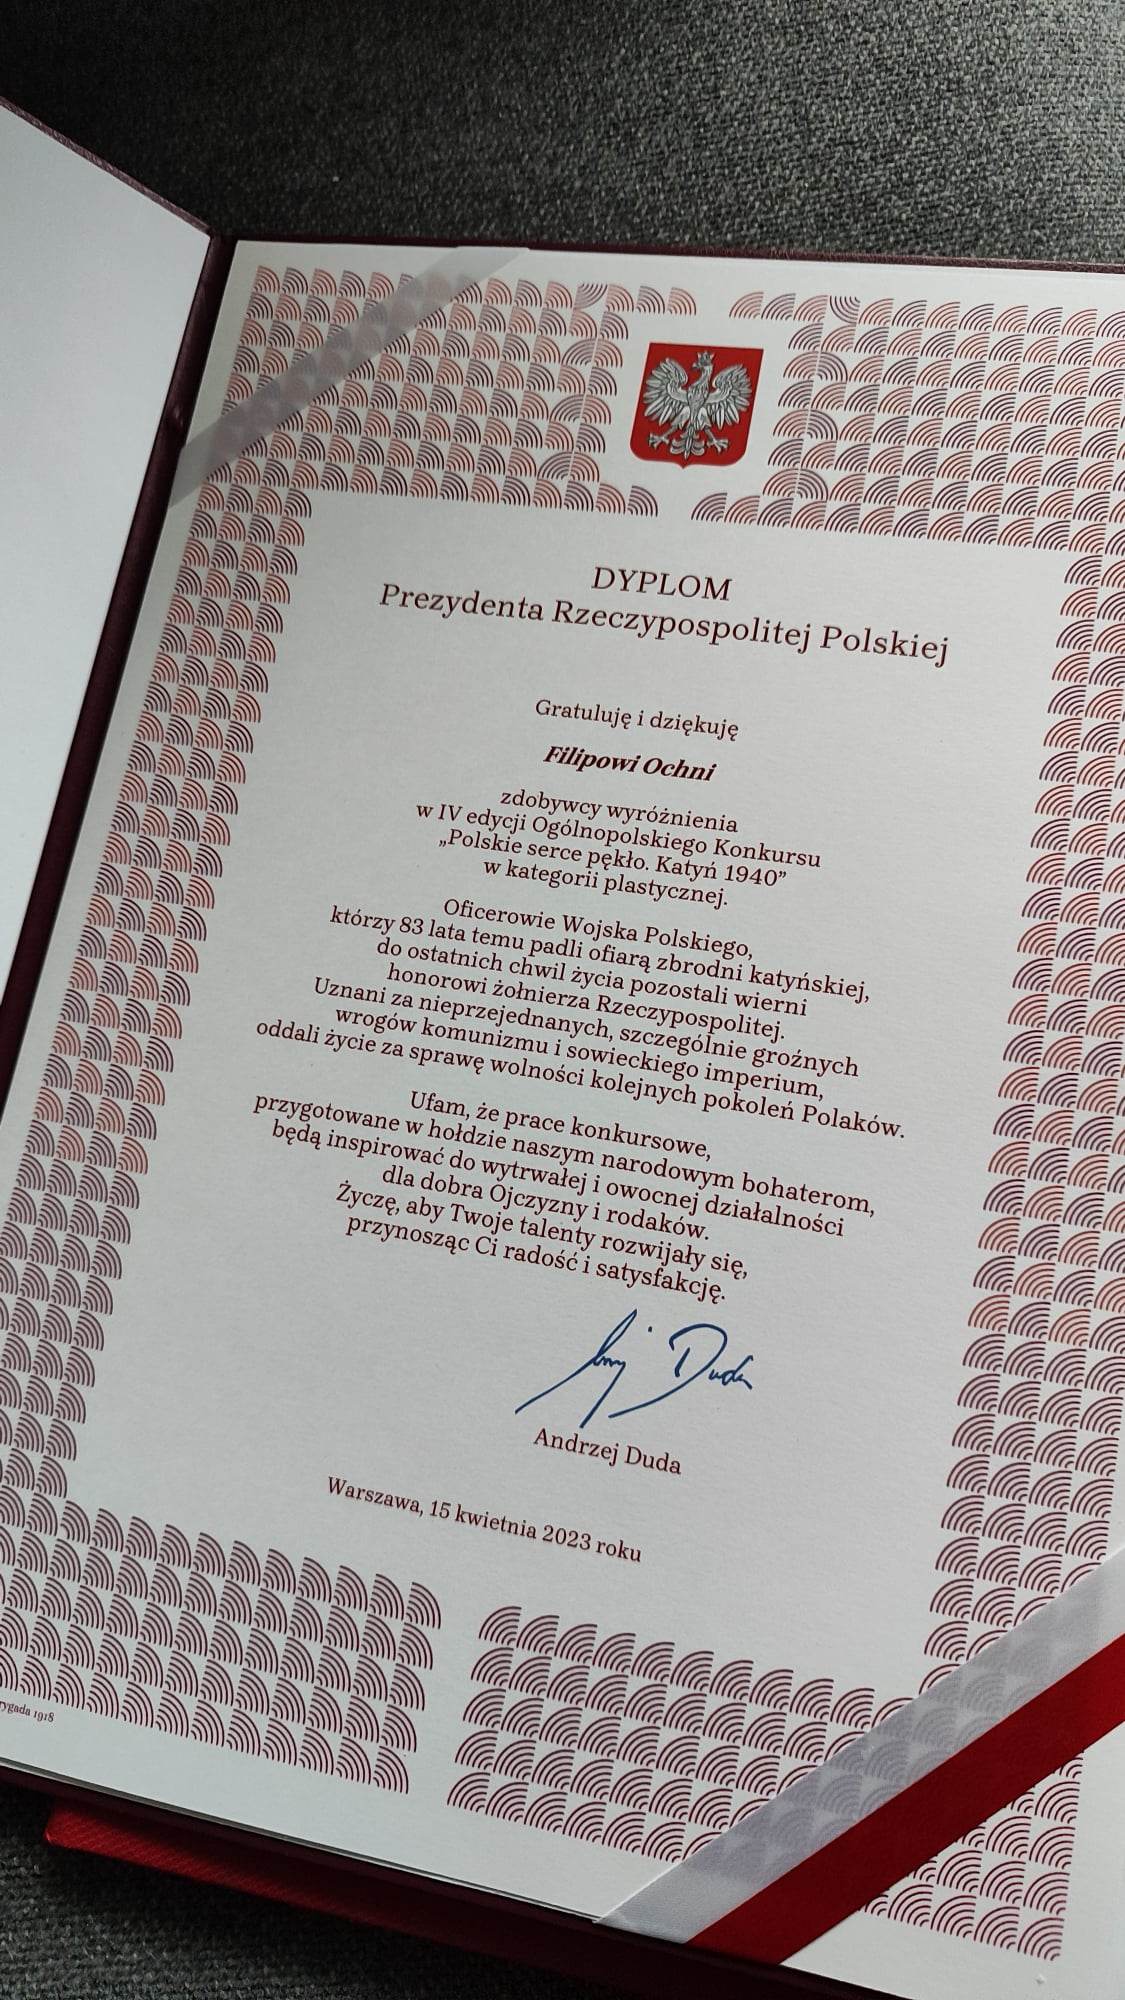 DYPLOM
Prezydenta Rzeczypospolitej Polskiej
Gratuluję i dziękuję
Filipowi Ochni
zdobywcy wyróżnienia
w IV edycji Ogólnopolskiego Konkursu
„Polskie serce pękło. Katyń 1940”
w kategorii plastycznej.
Oficerowie Wojska Polskiego,
którzy 83 lata temu padli ofiarą zbrodni katyńskiej,
do ostatnich chwil życia pozostali wierni
honorowi żołnierza Rzeczypospolitej.
Uznani za nieprzejednanych, szczególnie groźnych
wrogów komunizmu i sowieckiego imperium,
oddali życie za sprawę wolności kolejnych pokoleń Polaków.
Ufam, że prace konkursowe,
przygotowane w hołdzie naszym narodowym bohaterom,
będą inspirować do wytrwałej i owocnej działalności
dla dobra Ojczyzny i rodaków.
Życzę, aby Twoje talenty rozwijały się,
przynosząc Ci radość i satysfakcję.
Andrzej Duda
Warszawa, 15 kwietnia 2023 roku
1918